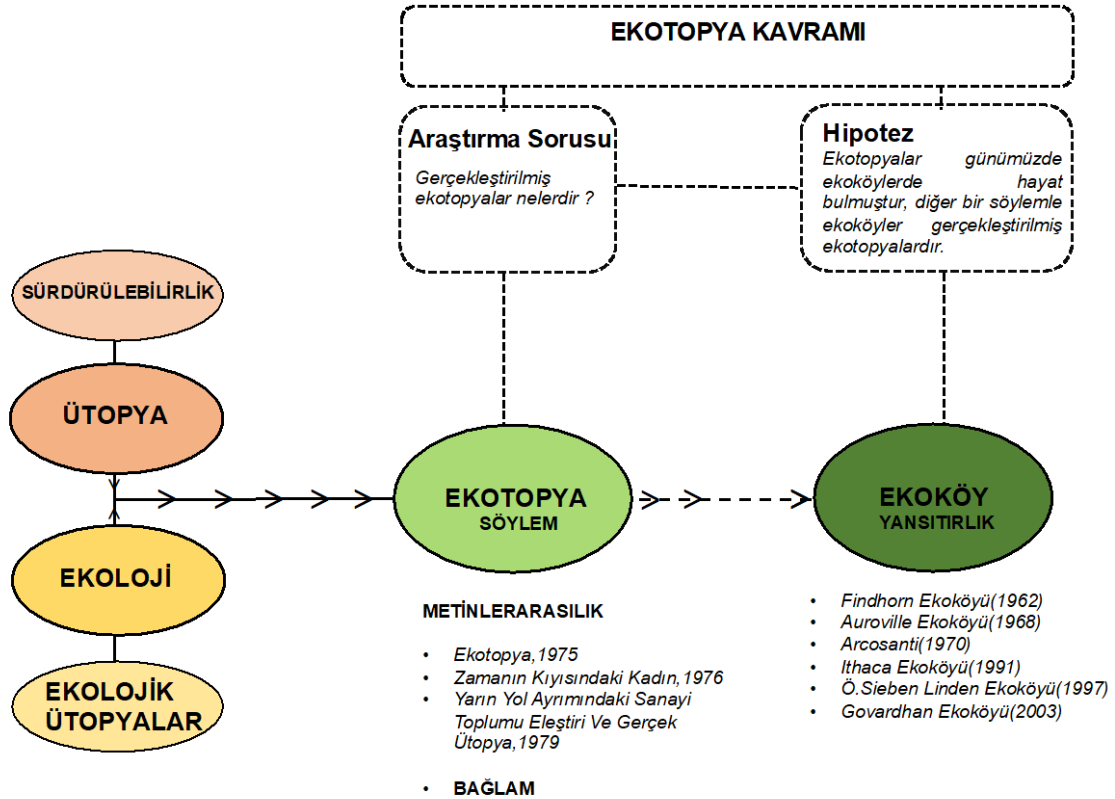 EKOTOPYA KAVRAMI
Araştırma Sorusu
Gerçekleştirilmiş
ekotopyalar nelerdir ?
Hipotez
Ekotopyalar günümüzde
ekoköylerde hayat
bulmuştur, diğer bir söylemle
ekoköyler gerçekleştirilmiş
ekotopyalardır.
SÜRDÜRÜLEBİLİRLİK
ÜTOPYA
EKOLOJİ
EKOLOJİK
ÜTOPYALAR
EKOTOPYA
SÖYLEM
EKOKÖY
YANSITIRLIK
METİNLERARASILIK
• Ekotopya,1975
• Zamanın Kıyısındaki Kadın,1976
• Yarın Yol Ayrımındaki Sanayi
Toplumu Eleştiri Ve Gerçek
Ütopya,1979
• BAĞLAM
• Findhorn Ekoköyü(1962)
• Auroville Ekoköyü(1968)
• Arcosanti(1970)
• Ithaca Ekoköyü(1991)
• Ö.Sieben Linden Ekoköyü(1997)
• Govardhan Ekoköyü(2003)